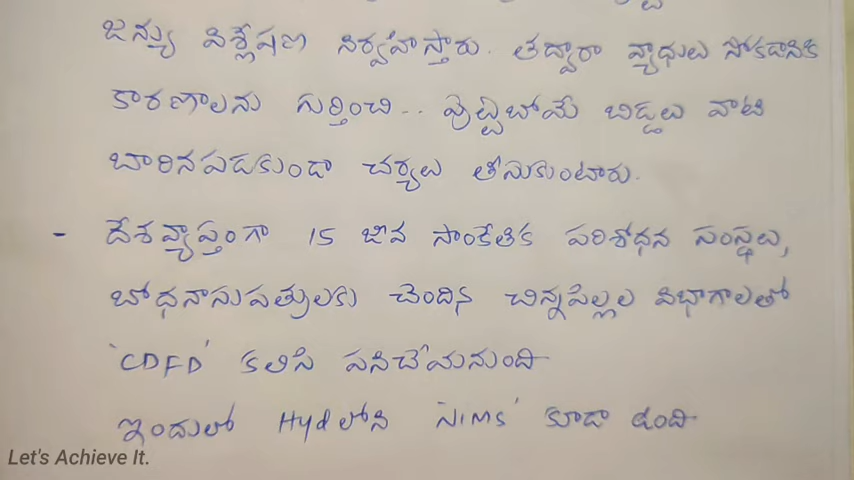 జన్యు విశ్లేషణ నిర్వహిస్తారు. తద్వారా వ్యాధులు సోకడానికి
కారణాలను గుర్తించి.. పుట్టబోయే బిడ్డలు వాటి
బారినపడకుండా చర్యలు తీసుకుంటారు.
- దేశవ్యాప్తంగా 15 జీవ సాంకేతిక పరిశోధన సంస్థలు,
బోధనాసుపత్రులకు చెందిన చిన్నపిల్లల విభాగాలతో
'CDFD' కలిసి పనిచేయనుంది
ఇందులో Hyd లోని 'NIMS' కూడా ఉంది
Let's Achieve It.